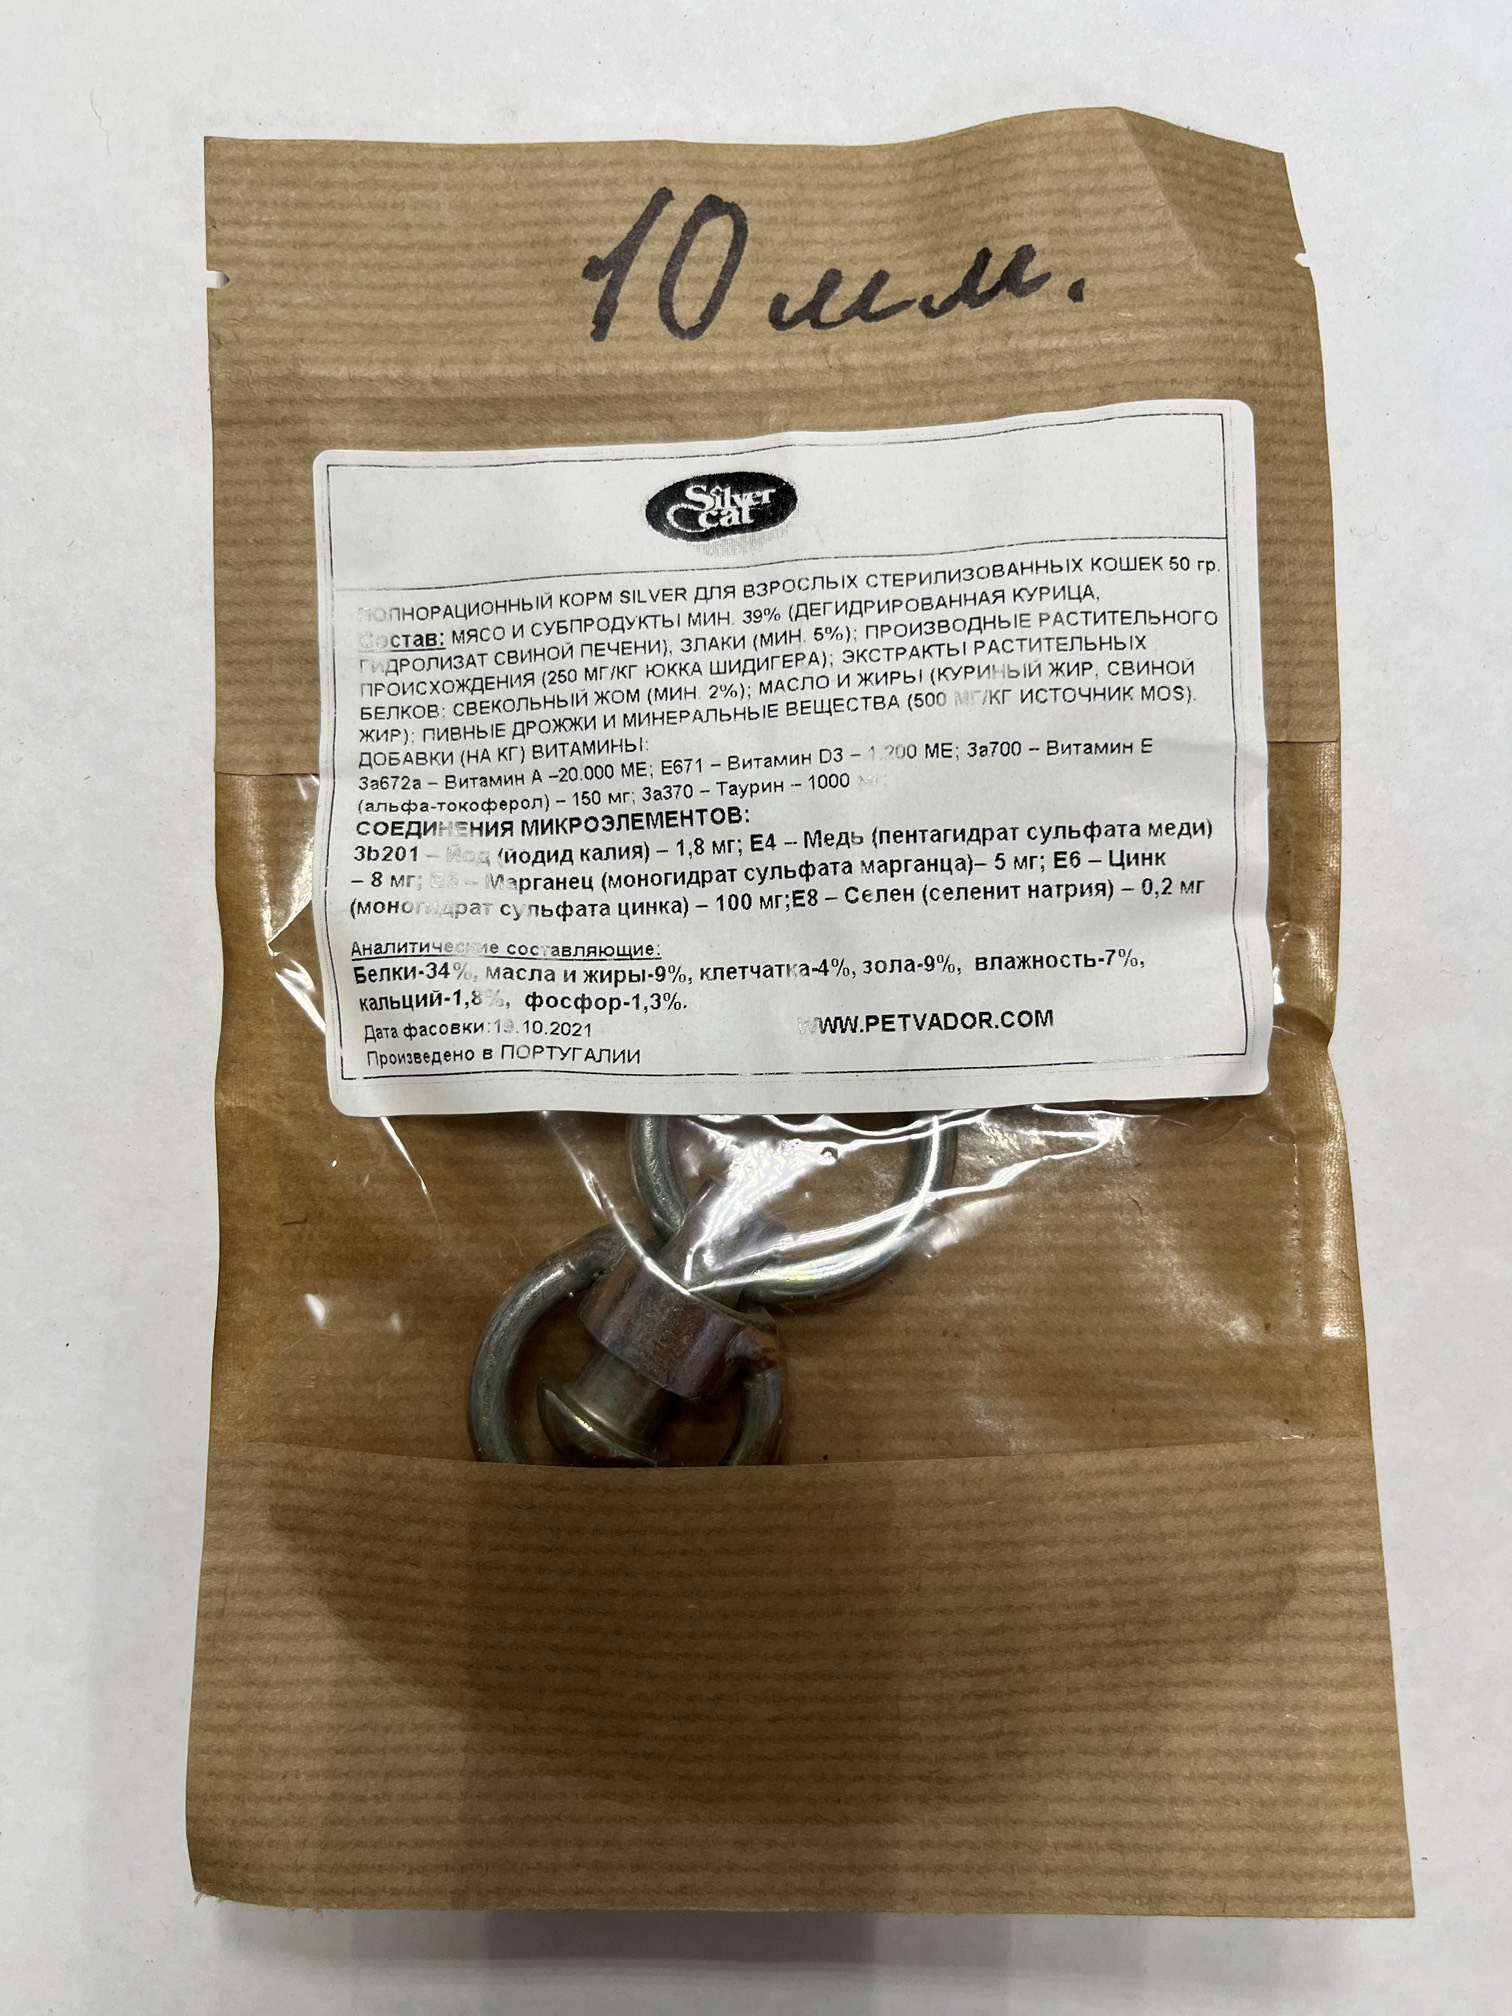 10 мм.
Silver
cat
ПОЛНОРАЦИОННЫЙ КОРМ SILVER ДЛЯ ВЗРОСЛЫХ СТЕРИЛИЗОВАННЫХ КОШЕК 50 гр.
Состав: МЯСО И СУБПРОДУКТЫ МИН. 39% (ДЕГИДРИРОВАННАЯ КУРИЦА,
ГИДРОЛИЗАТ СВИНОЙ ПЕЧЕНИ), ЗЛАКИ (МИН. 5%); ПРОИЗВОДНЫЕ РАСТИТЕЛЬНОГО
ПРОИСХОЖДЕНИЯ (250 МГ/КГ ЮККА ШИДИГЕРА); ЭКСТРАКТЫ РАСТИТЕЛЬНЫХ
БЕЛКОВ; СВЕКОЛЬНЫЙ ЖОМ (МИН. 2%); МАСЛО И ЖИРЫ (КУРИНЫЙ ЖИР, СВИНОЙ
ЖИР); ПИВНЫЕ ДРОЖЖИ И МИНЕРАЛЬНЫЕ ВЕЩЕСТВА (500 МГ/КГ ИСТОЧНИК MOS).
ДОБАВКИ (НА КГ) ВИТАМИНЫ:
3а672а – Витамин А –20.000 МЕ; Е671 – Витамин D3 – 1.200 МЕ; 3а700 – Витамин Е
(альфа-токоферол) – 150 мг; 3а370 – Таурин – 1000 мг;
СОЕДИНЕНИЯ МИКРОЭЛЕМЕНТОВ:
3b201 – Йод (йодид калия) – 1,8 мг; Е4 – Медь (пентагидрат сульфата меди)
– 8 мг; – Марганец (моногидрат сульфата марганца)– 5 мг; Е6 – Цинк
(моногидрат сульфата цинка) – 100 мг;Е8 – Селен (селенит натрия) – 0,2 мг
Аналитические составляющие:
Белки-34%, масла и жиры-9%, клетчатка-4%, зола-9%, влажность-7%,
кальций-1,8%, фосфор-1,3%.
Дата фасовки:19.10.2021
WWW.PETVADOR.COM
Произведено в ПОРТУГАЛИИ